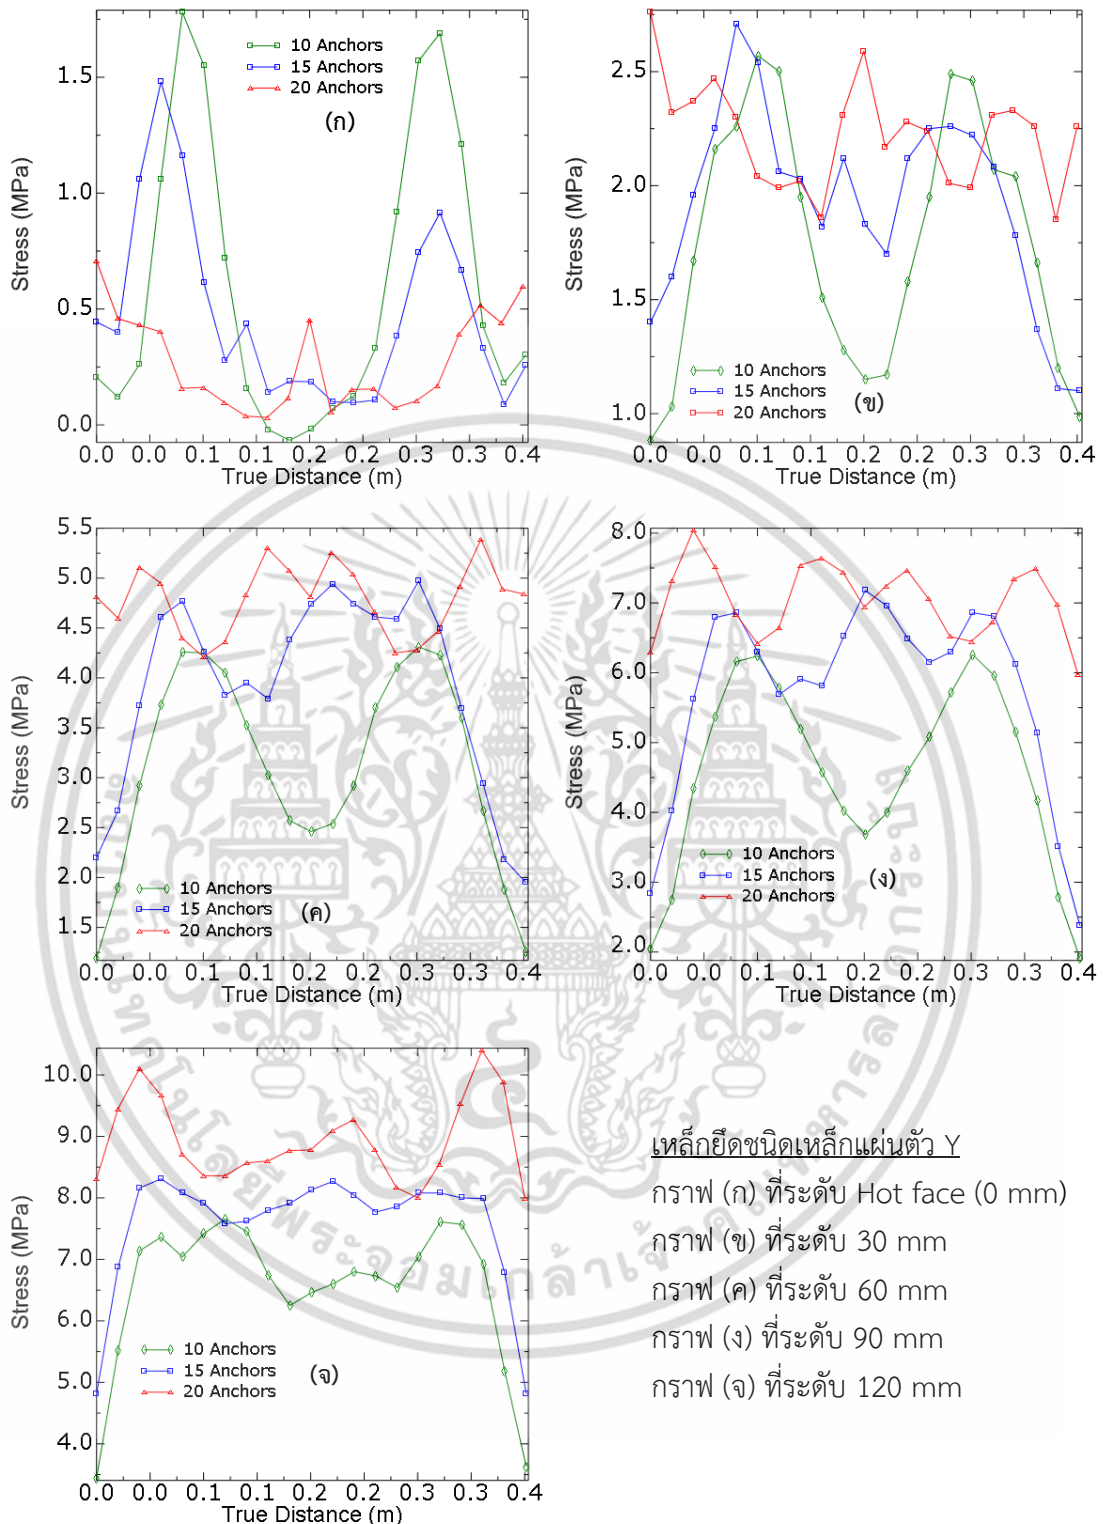 1.5
1.0
0.5
0.0
Stress (MPa)
10 Anchors
15 Anchors
20 Anchors
(ก)
0.0 0.0 0.1 0.1 0.2 0.2 0.3 0.3 0.4
True Distance (m)
2.5
2.0
1.5
1.0
Stress (MPa)
10 Anchors
15 Anchors
20 Anchors
(ข)
0.0 0.0 0.1 0.1 0.2 0.2 0.3 0.3 0.4
True Distance (m)
5.5
5.0
4.5
4.0
3.5
3.0
2.5
2.0
1.5
Stress (MPa)
10 Anchors
15 Anchors
20 Anchors
(ค)
0.0 0.0 0.1 0.1 0.2 0.2 0.3 0.3 0.4
True Distance (m)
8.0
7.0
6.0
5.0
4.0
3.0
2.0
Stress (MPa)
10 Anchors
15 Anchors
20 Anchors
(ง)
0.0 0.0 0.1 0.1 0.2 0.2 0.3 0.3 0.4
True Distance (m)
10.0
9.0
8.0
7.0
6.0
5.0
4.0
Stress (MPa)
10 Anchors
15 Anchors
20 Anchors
(จ)
0.0 0.0 0.1 0.1 0.2 0.2 0.3 0.3 0.4
True Distance (m)
เหล็กยึดชนิดเหล็กแผ่นตัว Y
กราฟ (ก) ที่ระดับ Hot face (0 mm)
กราฟ (ข) ที่ระดับ 30 mm
กราฟ (ค) ที่ระดับ 60 mm
กราฟ (ง) ที่ระดับ 90 mm
กราฟ (จ) ที่ระดับ 120 mm